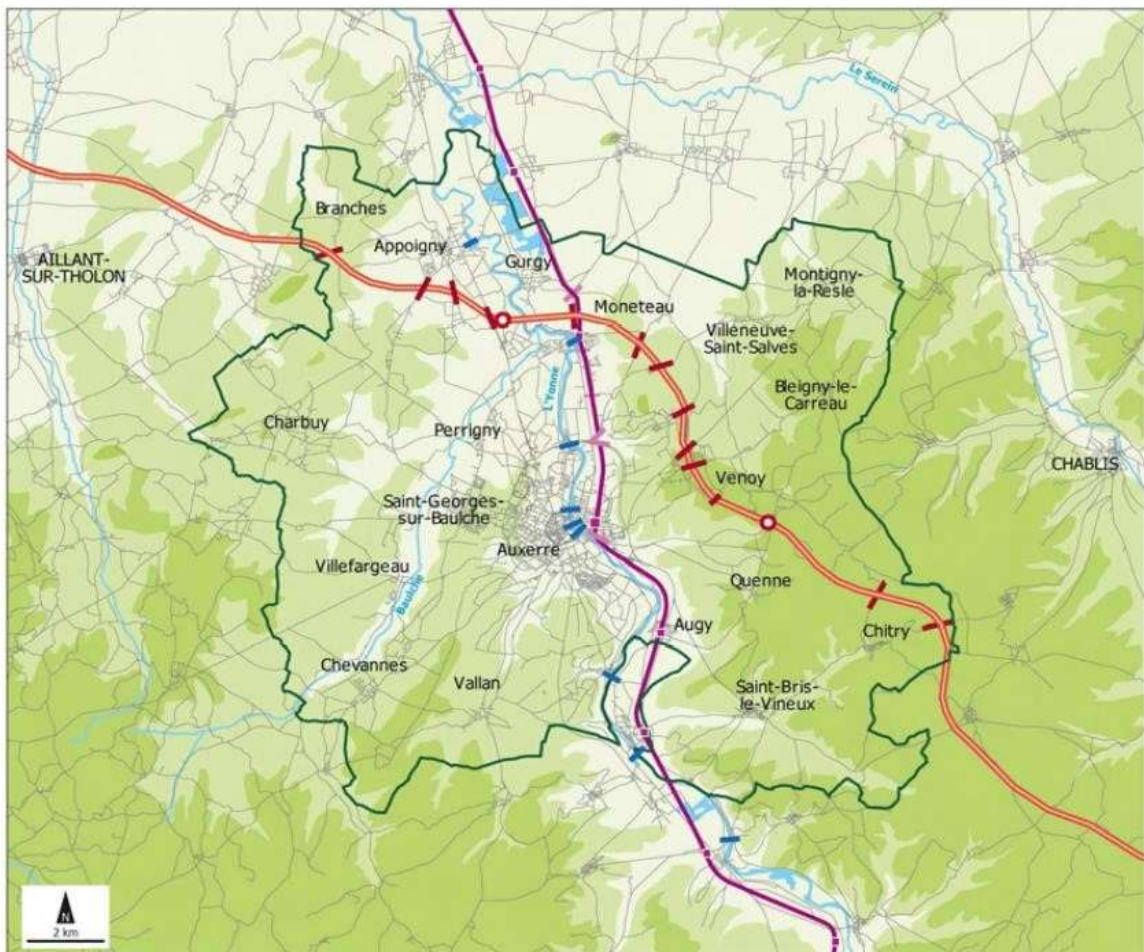 Le Serein
Branches
Appoigny
AILLANT-
SUR-THOLON
Gurgy
Montigny-
la-Resle
Moneteau
Villeneuve-
Saint-Salves
Bleigny-le-
Carreau
L'Yonne
Charbuy
Perrigny
CHABLIS
Venoy
Saint-Georges-
sur-Baulche
Auxerre
Villefargeau
Baulche
Quenne
Augy
Chitry
Chevannes
Vallan
Saint-Bris-
le-Vineux
N
2 km